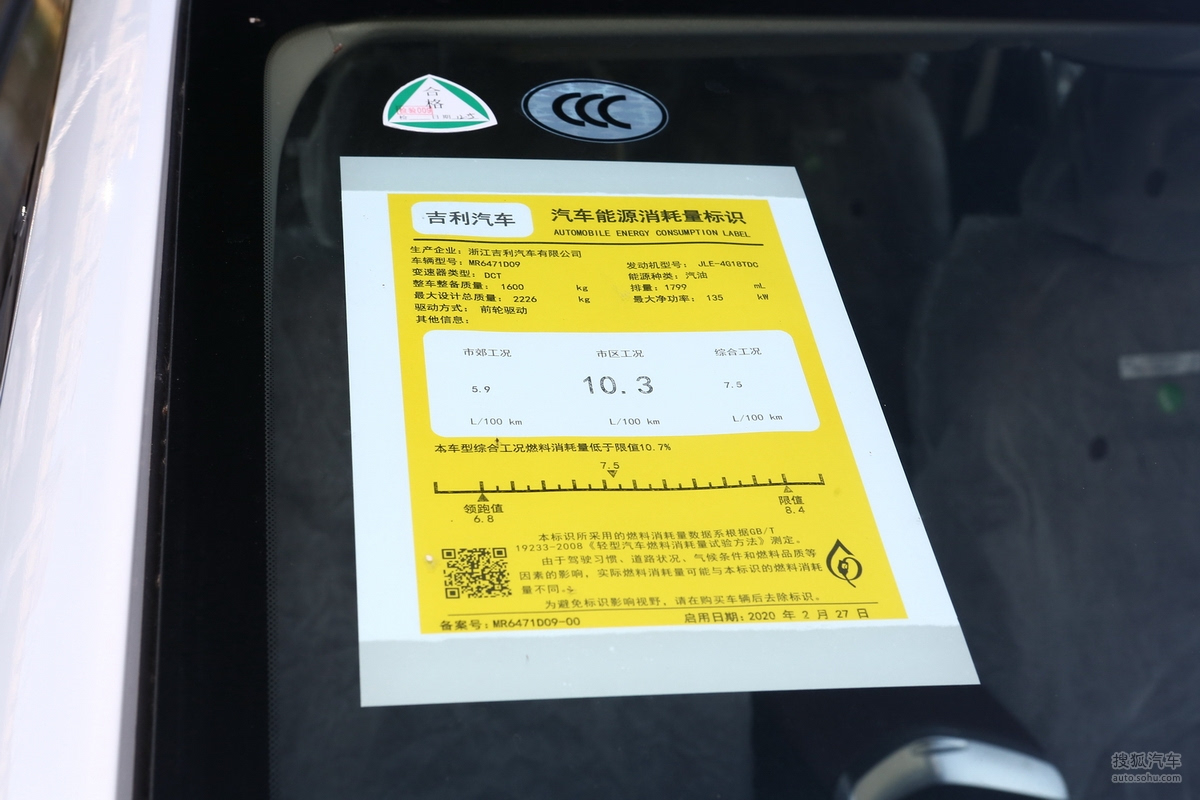 合格
CCC
吉利汽车
汽车能源消耗量标识
AUTOMOBILE ENERGY CONSUMPTION LABEL
生产企业：浙江吉利汽车有限公司
车辆型号：MR6471D09 发动机型号：JLE-4G18TDC
变速器类型：DCT 能源种类：汽油
整车整备质量：1600 kg 排量：1799 mL
最大设计总质量：2226 kg 最大净功率：135 kW
驱动方式：前轮驱动
其他信息：
市郊工况 市区工况 综合工况
5.9 10.3 7.5
L/100 km L/100 km L/100 km
本车型综合工况燃料消耗量低于限值10.7%
7.5
领跑值 限值
6.8 8.4
本标识所采用的燃料消耗量数据系根据GB/T
19233-2008《轻型汽车燃料消耗量试验方法》测定。
由于驾驶习惯、道路状况、气候条件和燃料品质等
因素的影响，实际燃料消耗量可能与本标识的燃料消耗
量不同。
为避免标识影响视野，请在购买车辆后去除标识。
备案号：MR6471D09-00 启用日期：2020 年 2 月 27 日
搜狐汽车
auto.sohu.com